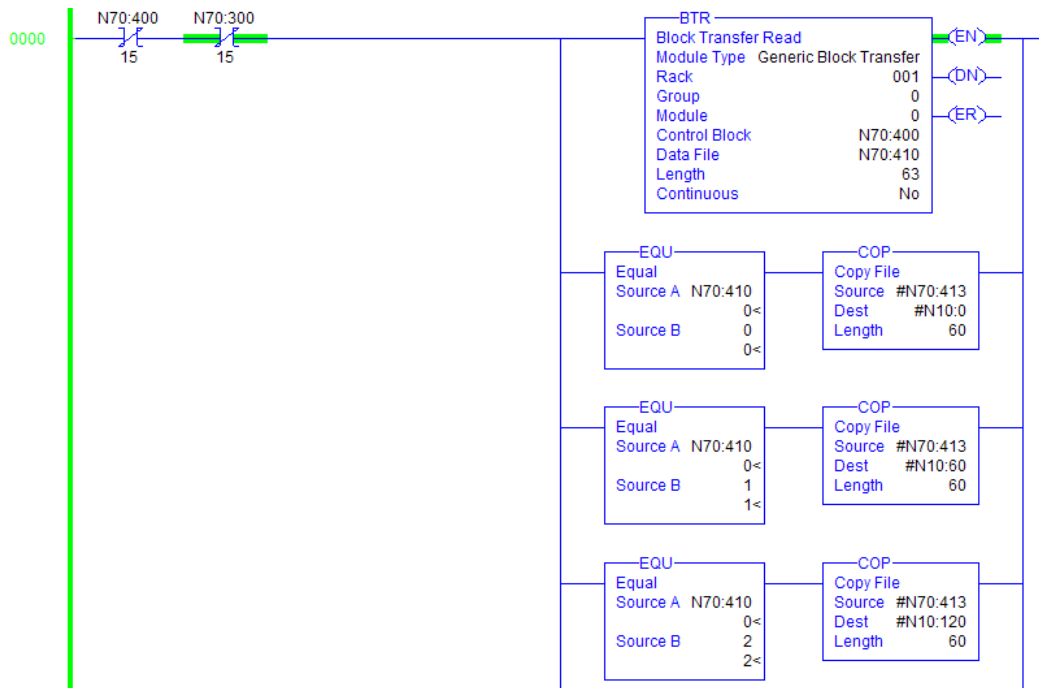 N70:400 N70:300
0000
15 15
BTR
Block Transfer Read
Module Type Generic Block Transfer
Rack 001
Group 0
Module 0
Control Block N70:400
Data File N70:410
Length 63
Continuous No
EN
DN
ER
EQU
Equal
Source A N70:410
0<
Source B 0
0<
COP
Copy File
Source #N70:413
Dest #N10:0
Length 60
EQU
Equal
Source A N70:410
0<
Source B 1
1<
COP
Copy File
Source #N70:413
Dest #N10:60
Length 60
EQU
Equal
Source A N70:410
0<
Source B 2
2<
COP
Copy File
Source #N70:413
Dest #N10:120
Length 60